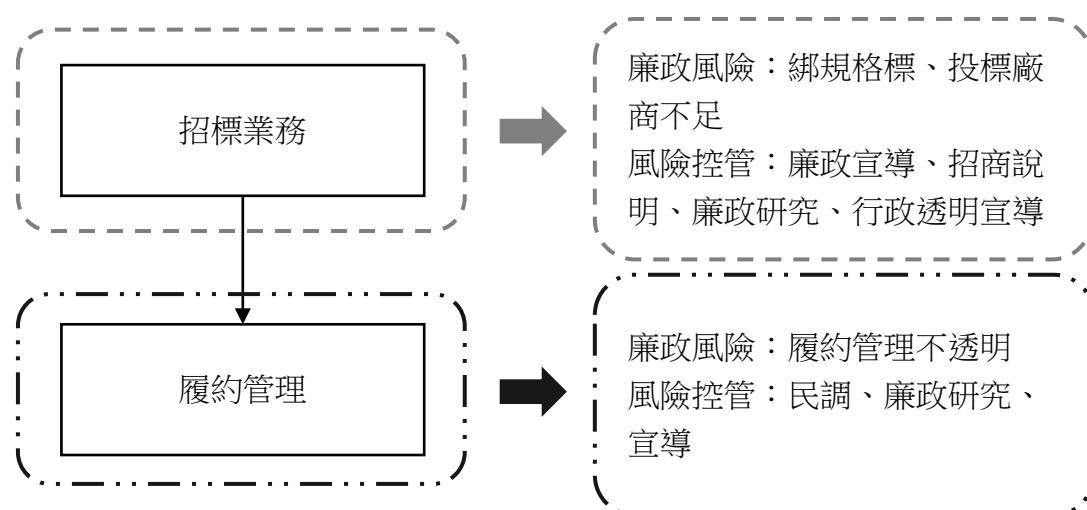 招標業務
廉政風險：綁規格標、投標廠
商不足
風險控管：廉政宣導、招商說
明、廉政研究、行政透明宣導
履約管理
廉政風險：履約管理不透明
風險控管：民調、廉政研究、
宣導